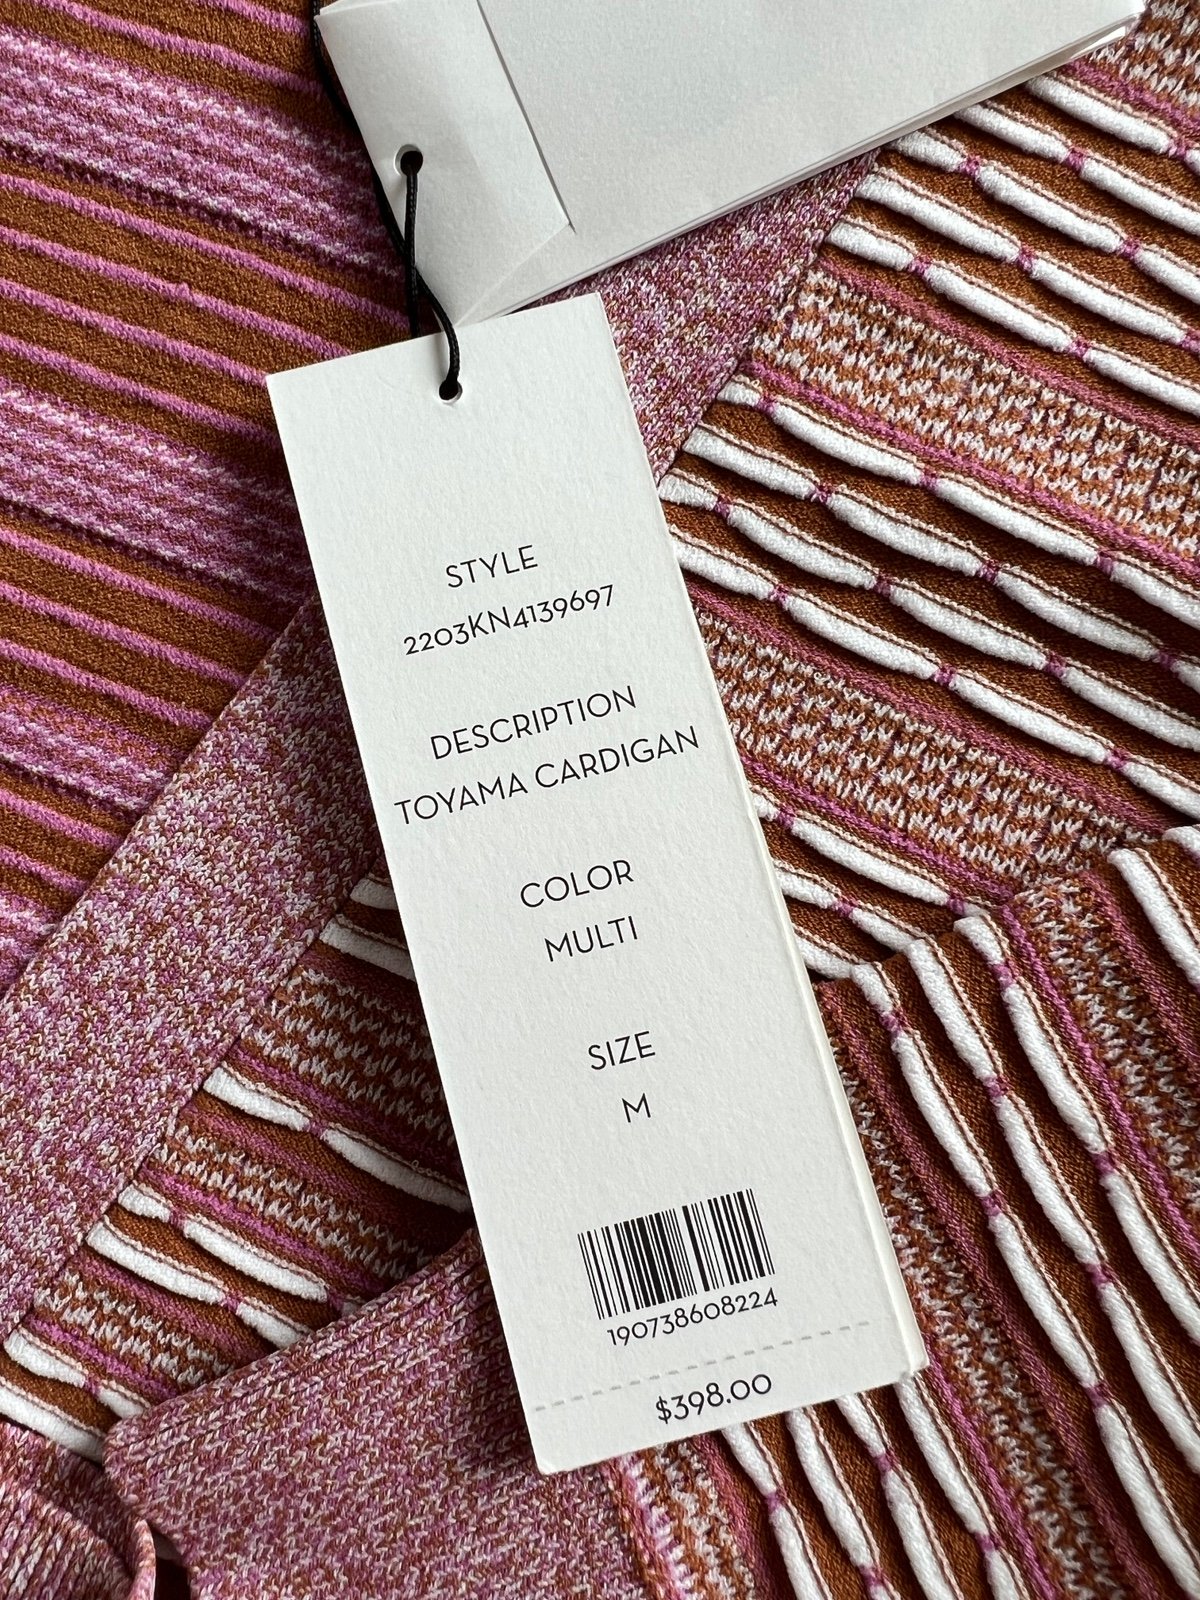 STYLE
2203KN4139697
DESCRIPTION
TOYAMA CARDIGAN
COLOR
MULTI
SIZE
M
190738608224
$398.00